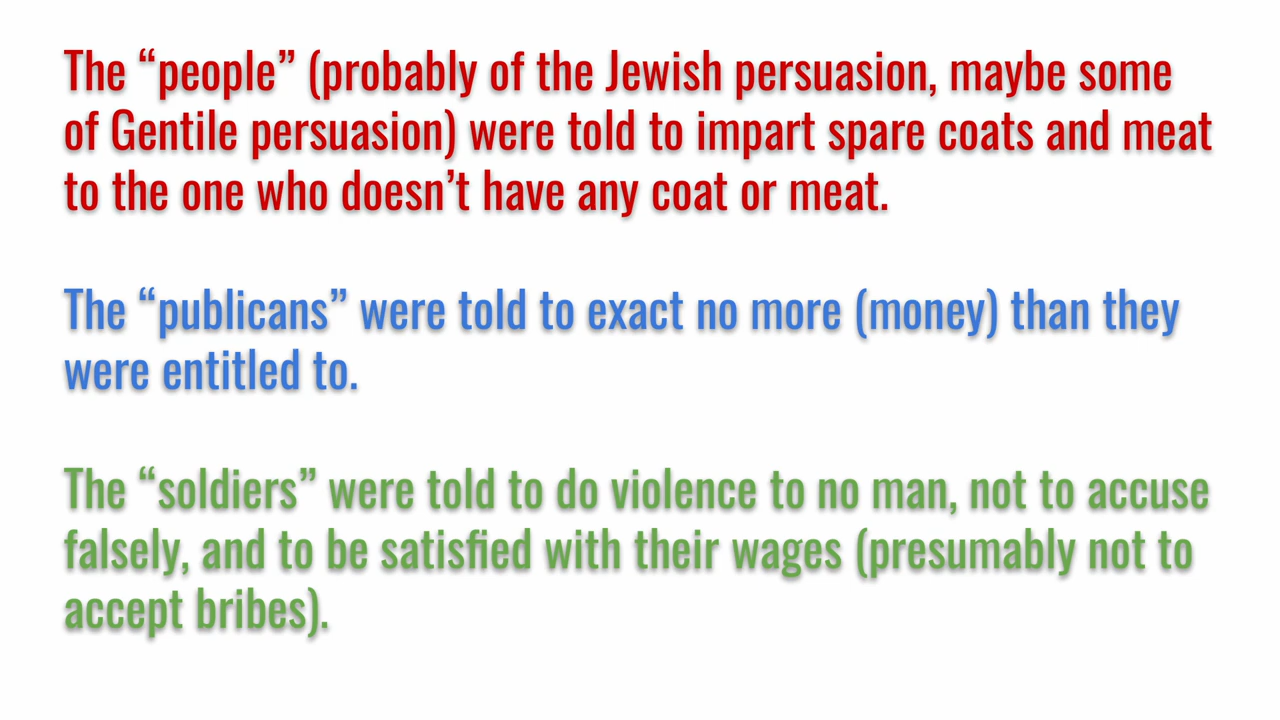 The “people” (probably of the Jewish persuasion, maybe some
of Gentile persuasion) were told to impart spare coats and meat
to the one who doesn’t have any coat or meat.
The “publicans” were told to exact no more (money) than they
were entitled to.
The “soldiers” were told to do violence to no man, not to accuse
falsely, and to be satisfied with their wages (presumably not to
accept bribes).